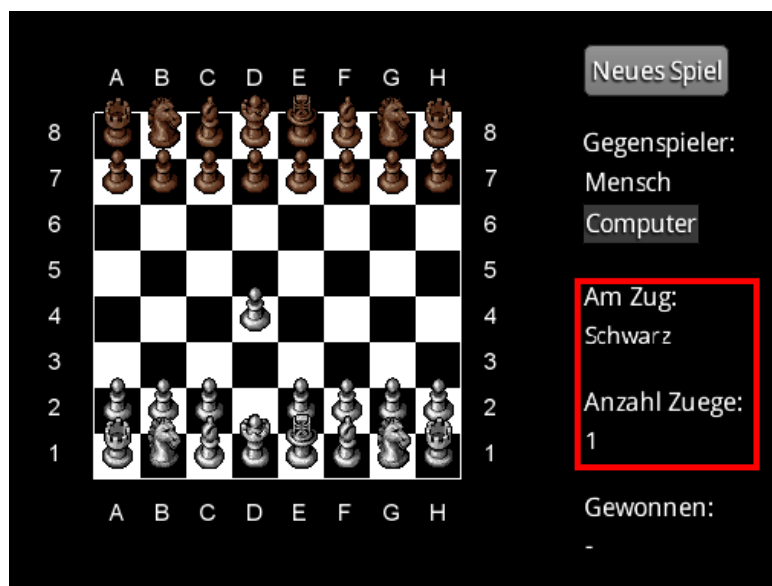 Neues Spiel
A B C D E F G H
8 8
7 7
6 6
5 5
4 4
3 3
2 2
1 1
A B C D E F G H
Gegenspieler:
Mensch
Computer
Am Zug:
Schwarz
Anzahl Zuege:
1
Gewonnen:
-